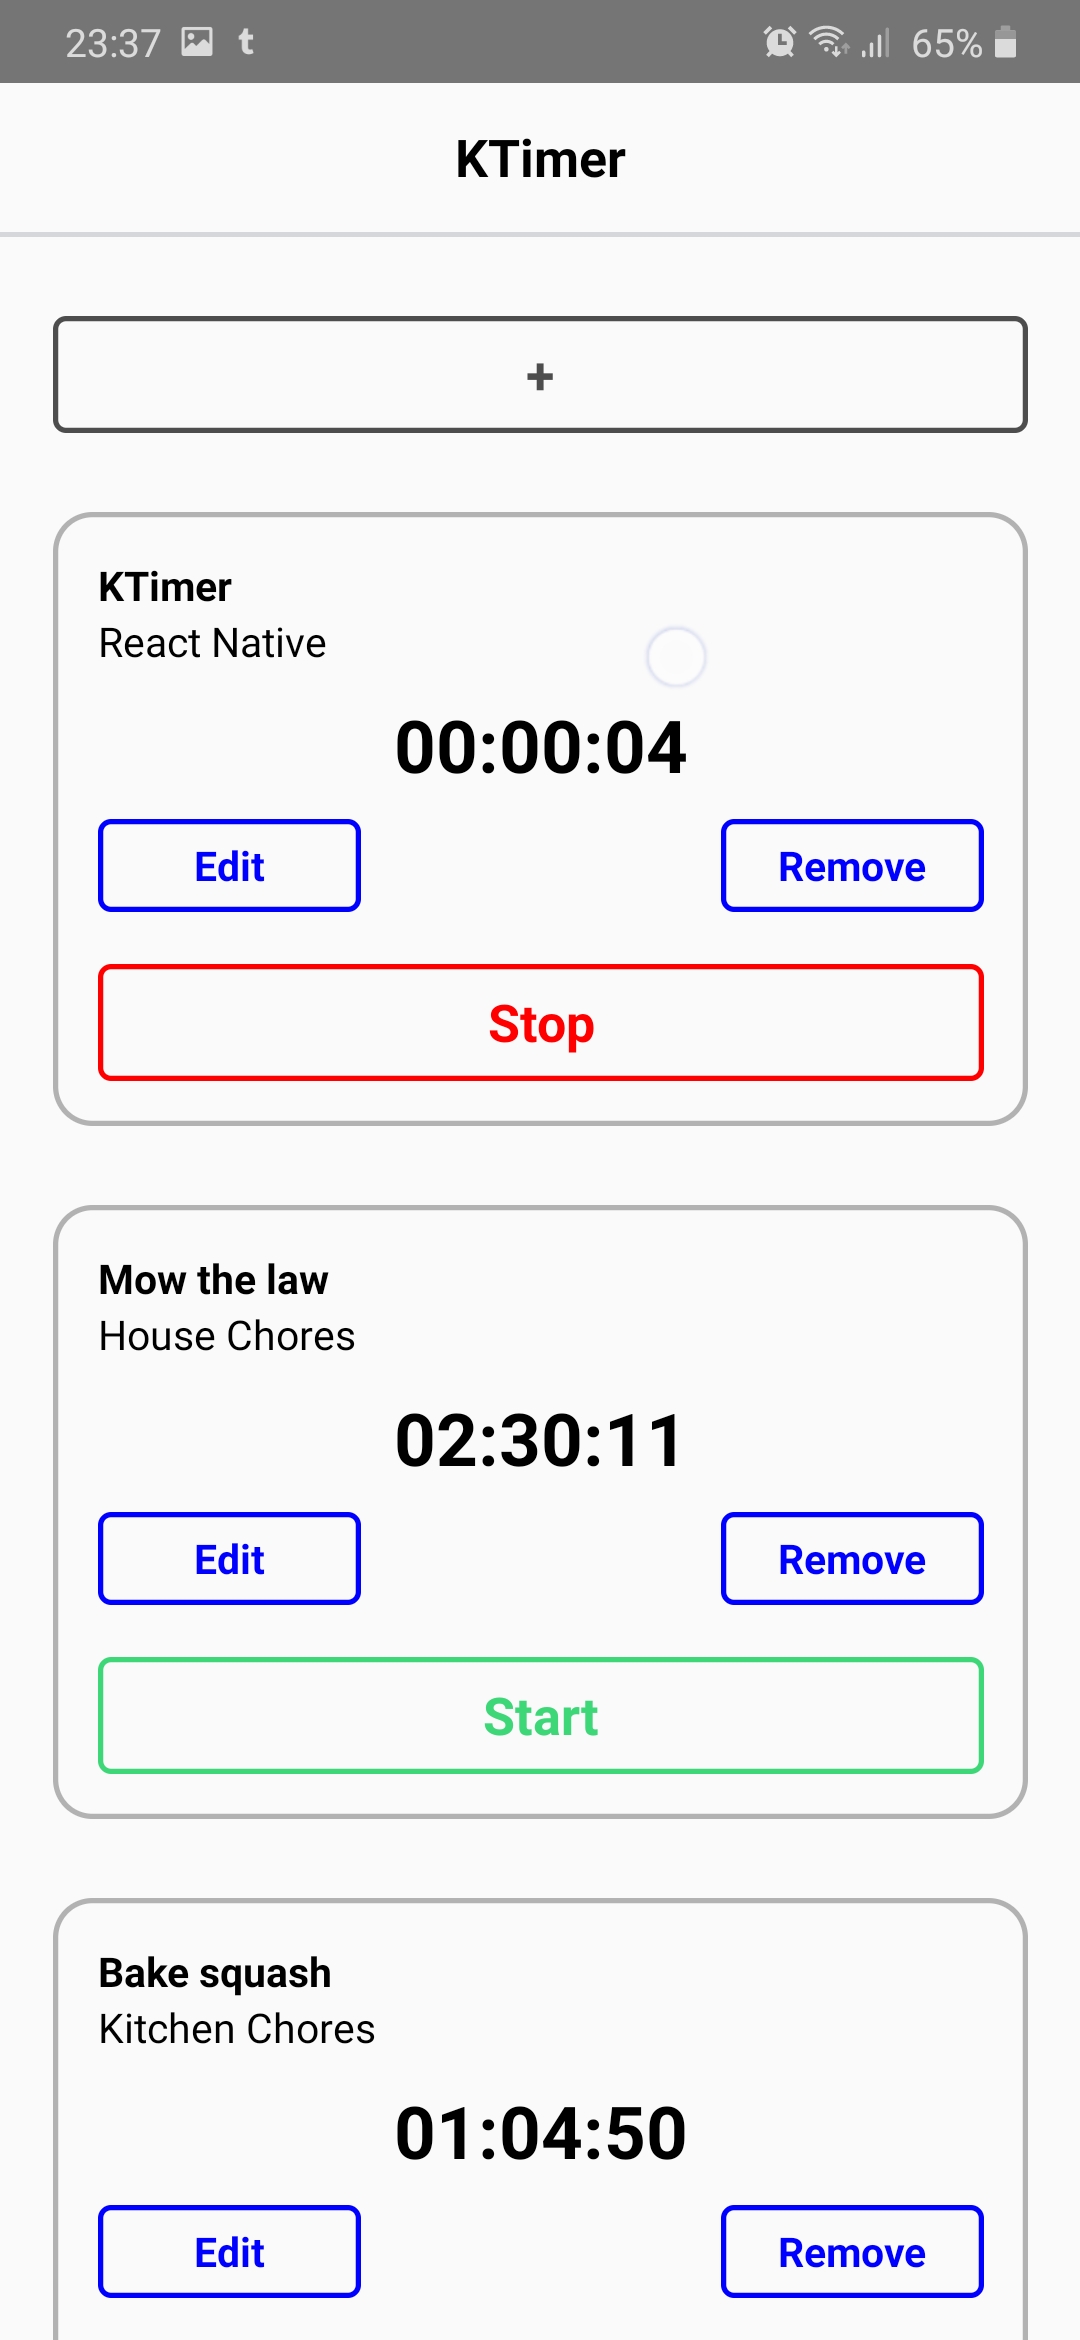 23:37 t 65%
KTimer
+
KTimer
React Native
00:00:04
Edit Remove
Stop
Mow the law
House Chores
02:30:11
Edit Remove
Start
Bake squash
Kitchen Chores
01:04:50
Edit Remove